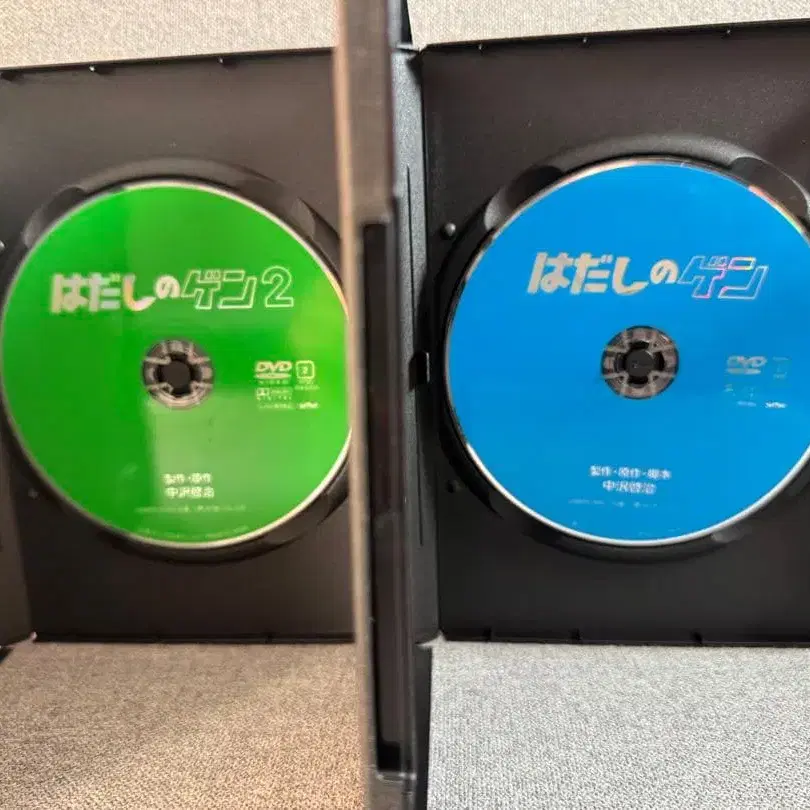 はだしのゲン2
DVD
2
製作・原作
中沢啓治
はだしのゲン
DVD
製作・原作・脚本
中沢啓治